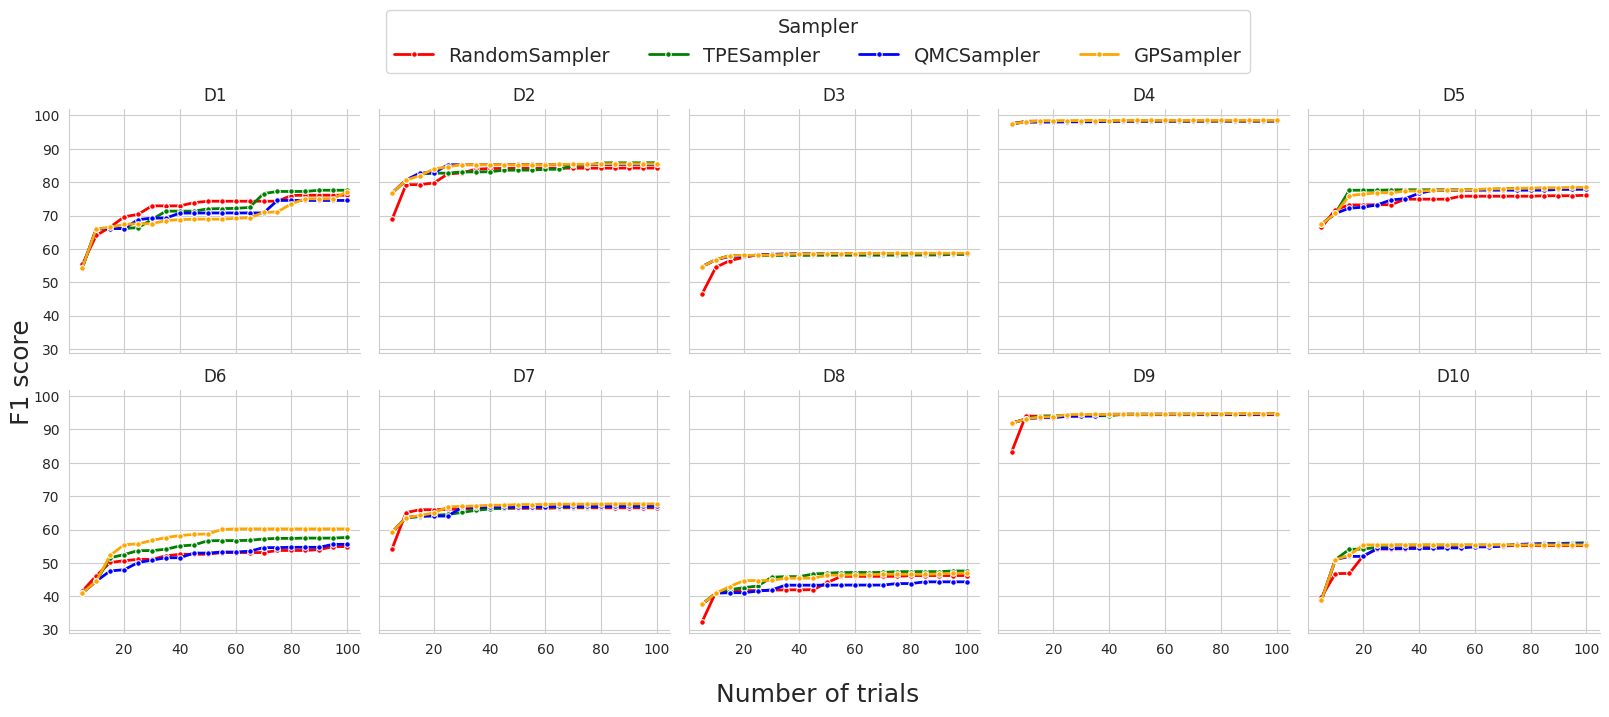 Sampler
RandomSampler TPESampler QMCSampler GPSampler
D1 D2 D3 D4 D5
100
90
80
70
60
50
40
30
F1 score
D6 D7 D8 D9 D10
100
90
80
70
60
50
40
30
20 40 60 80 100 20 40 60 80 100 20 40 60 80 100 20 40 60 80 100 20 40 60 80 100
Number of trials